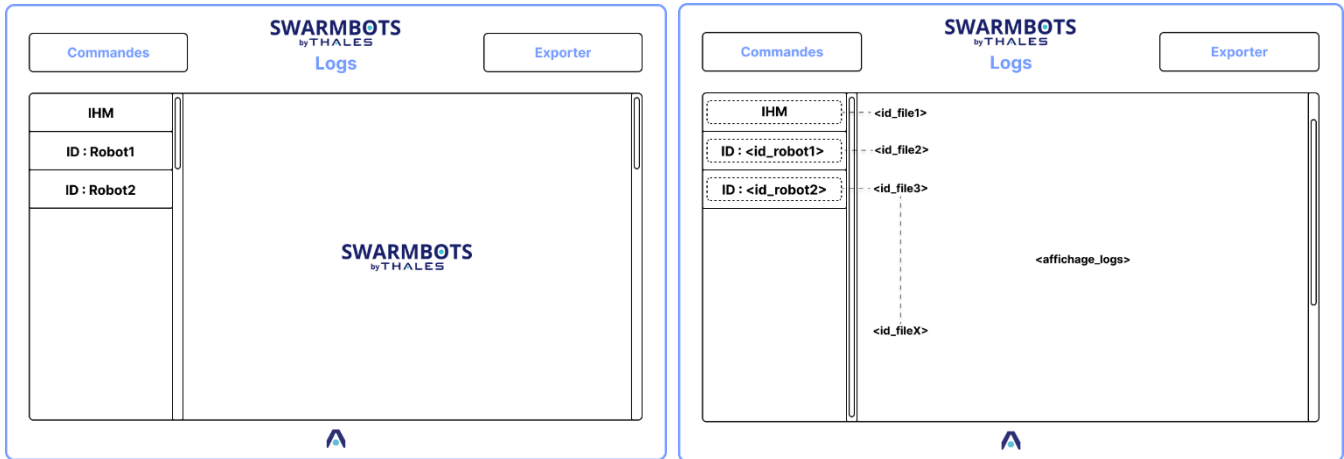 SWARMBOTS
by THALES
Commandes
Logs
Exporter
IHM
ID : Robot1
ID : Robot2
SWARMBOTS
by THALES
SWARMBOTS
by THALES
Commandes
Logs
Exporter
IHM
<id_file1>
ID : <id_robot1>
<id_file2>
ID : <id_robot2>
<id_file3>
<affichage_logs>
<id_fileX>